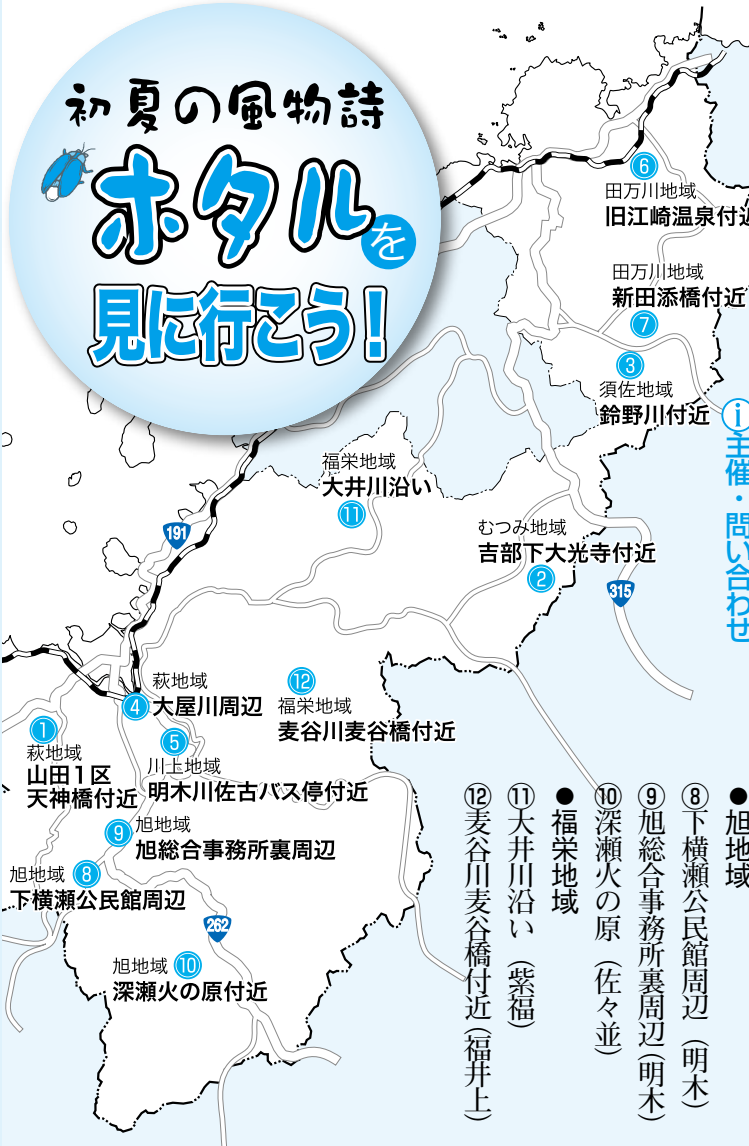 初夏の風物詩
ホタルを
見に行こう!
⑥
田万川地域
旧江崎温泉付近
田万川地域
新田添橋付近
⑦
③
須佐地域
鈴野川付近
福栄地域
大井川沿い
⑪
191
むつみ地域
吉部下大光寺付近
②
315
萩地域
④
大屋川周辺
⑫
福栄地域
麦谷川麦谷橋付近
①
萩地域
山田1区
天神橋付近
⑤
川上地域
明木川佐古バス停付近
⑨
旭地域
旭総合事務所裏周辺
旭地域
⑧
下横瀬公民館周辺
262
旭地域
⑩
深瀬火の原付近
ⓘ主催・問い合わせ
●旭地域
⑧下横瀬公民館周辺(明木)
⑨旭総合事務所裏周辺(明木)
⑩深瀬火の原(佐々並)
●福栄地域
⑪大井川沿い(紫福)
⑫麦谷川麦谷橋付近(福井上)